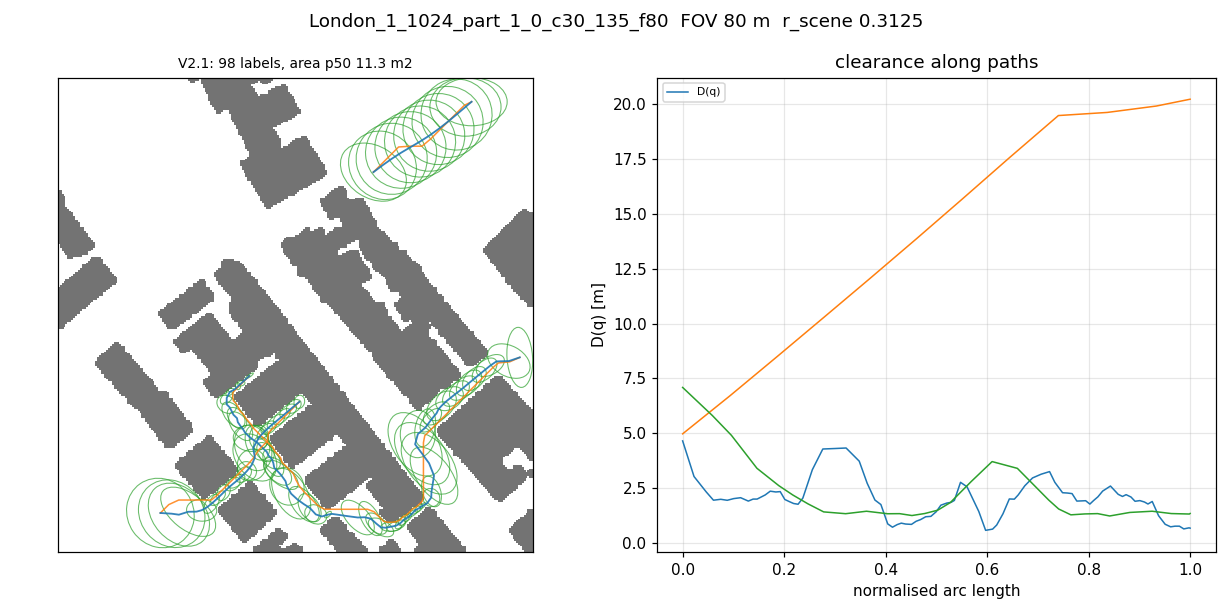 London_1_1024_part_1_0_c30_135_f80  FOV 80 m  r_scene 0.3125
V2.1: 98 labels, area p50 11.3 m2
clearance along paths
D(q)
20.0
17.5
15.0
12.5
10.0
7.5
5.0
2.5
0.0
D(q) [m]
0.0 0.2 0.4 0.6 0.8 1.0
normalised arc length